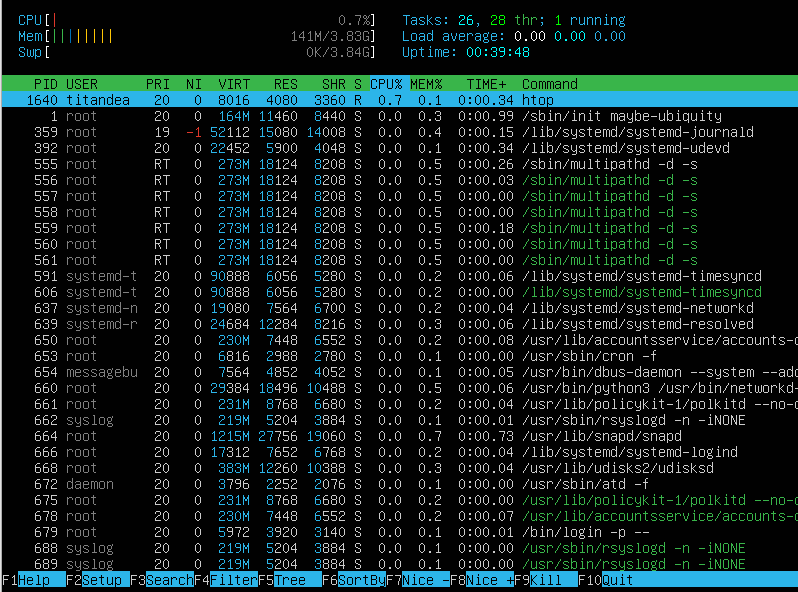 CPU[| 0.7%] Tasks: 26, 28 thr; 1 running
Mem[|||||||| 141M/3.83G] Load average: 0.00 0.00 0.00
Swp[ 0K/3.84G] Uptime: 00:39:48
PID USER PRI NI VIRT RES SHR S CPU% MEM% TIME+ Command
1640 titandea 20 0 8016 4080 3360 R 0.7 0.1 0:00.34 htop
1 root 20 0 164M 11460 8440 S 0.0 0.3 0:00.99 /sbin/init maybe-ubiquity
359 root 19 -1 52112 15080 14008 S 0.0 0.4 0:00.15 /lib/systemd/systemd-journald
392 root 20 0 22452 5900 4048 S 0.0 0.1 0:00.34 /lib/systemd/systemd-udevd
555 root RT 0 273M 18124 8208 S 0.0 0.5 0:00.26 /sbin/multipathd -d -s
556 root RT 0 273M 18124 8208 S 0.0 0.5 0:00.03 /sbin/multipathd -d -s
557 root RT 0 273M 18124 8208 S 0.0 0.5 0:00.00 /sbin/multipathd -d -s
558 root RT 0 273M 18124 8208 S 0.0 0.5 0:00.00 /sbin/multipathd -d -s
559 root RT 0 273M 18124 8208 S 0.0 0.5 0:00.18 /sbin/multipathd -d -s
560 root RT 0 273M 18124 8208 S 0.0 0.5 0:00.00 /sbin/multipathd -d -s
561 root RT 0 273M 18124 8208 S 0.0 0.5 0:00.00 /sbin/multipathd -d -s
591 systemd-t 20 0 90888 6056 5280 S 0.0 0.2 0:00.06 /lib/systemd/systemd-timesyncd
606 systemd-t 20 0 90888 6056 5280 S 0.0 0.2 0:00.00 /lib/systemd/systemd-timesyncd
637 systemd-n 20 0 19080 7564 6700 S 0.0 0.2 0:00.04 /lib/systemd/systemd-networkd
639 systemd-r 20 0 24684 12284 8216 S 0.0 0.3 0:00.06 /lib/systemd/systemd-resolved
650 root 20 0 230M 7448 6552 S 0.0 0.2 0:00.08 /usr/lib/accountsservice/accounts-d
653 root 20 0 6816 2988 2780 S 0.0 0.1 0:00.00 /usr/sbin/cron -f
654 messagebu 20 0 7564 4852 4052 S 0.0 0.1 0:00.15 /usr/bin/dbus-daemon --system --add
660 root 20 0 29384 18496 10488 S 0.0 0.5 0:00.06 /usr/bin/python3 /usr/bin/networkd-
661 root 20 0 231M 8768 6680 S 0.0 0.2 0:00.04 /usr/lib/policykit-1/polkitd --no-d
662 syslog 20 0 219M 5204 3884 S 0.0 0.1 0:00.01 /usr/sbin/rsyslogd -n -iNONE
664 root 20 0 1215M 27756 19060 S 0.0 0.7 0:00.73 /usr/lib/snapd/snapd
666 root 20 0 17312 7652 6768 S 0.0 0.2 0:00.04 /lib/systemd/systemd-logind
668 root 20 0 383M 12260 10388 S 0.0 0.3 0:00.04 /usr/lib/udisks2/udisksd
672 daemon 20 0 3796 2252 2076 S 0.0 0.1 0:00.00 /usr/sbin/atd -f
675 root 20 0 231M 8768 6680 S 0.0 0.2 0:00.00 /usr/lib/policykit-1/polkitd --no-d
678 root 20 0 230M 7448 6552 S 0.0 0.2 0:00.07 /usr/lib/accountsservice/accounts-d
679 root 20 0 5972 3920 3140 S 0.0 0.1 0:00.01 /bin/login -p --
688 syslog 20 0 219M 5204 3884 S 0.0 0.1 0:00.00 /usr/sbin/rsyslogd -n -iNONE
689 syslog 20 0 219M 5204 3884 S 0.0 0.1 0:00.00 /usr/sbin/rsyslogd -n -iNONE
F1Help F2Setup F3SearchF4FilterF5Tree F6SortByF7Nice -F8Nice +F9Kill F10Quit